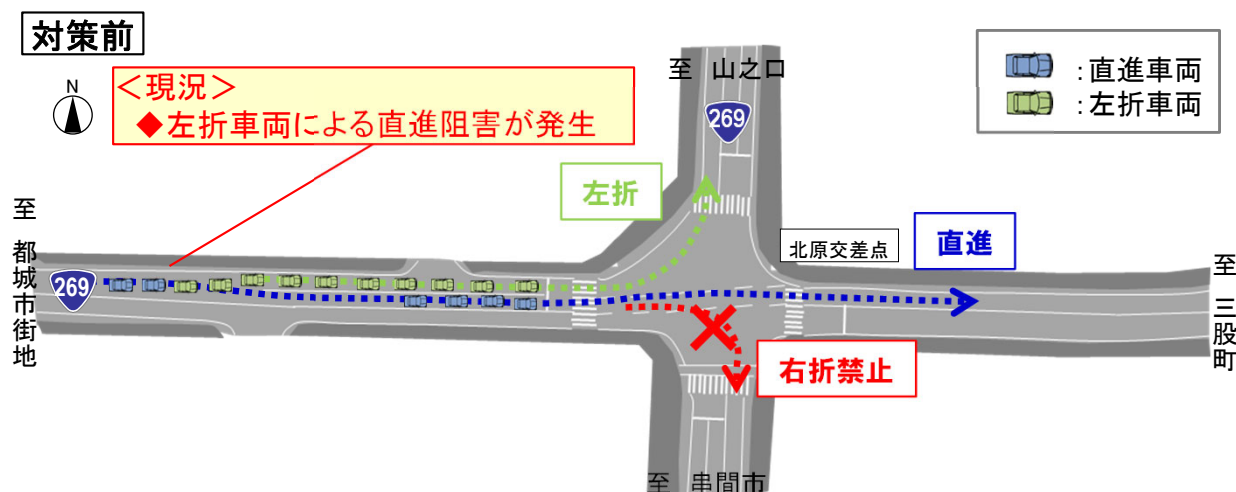 対策前
N
<現況>
◆左折車両による直進阻害が発生
:直進車両
:左折車両
至 山之口
269
左折
至 都城市街地
269
北原交差点
直進
至 三股町
右折禁止
至 串間市